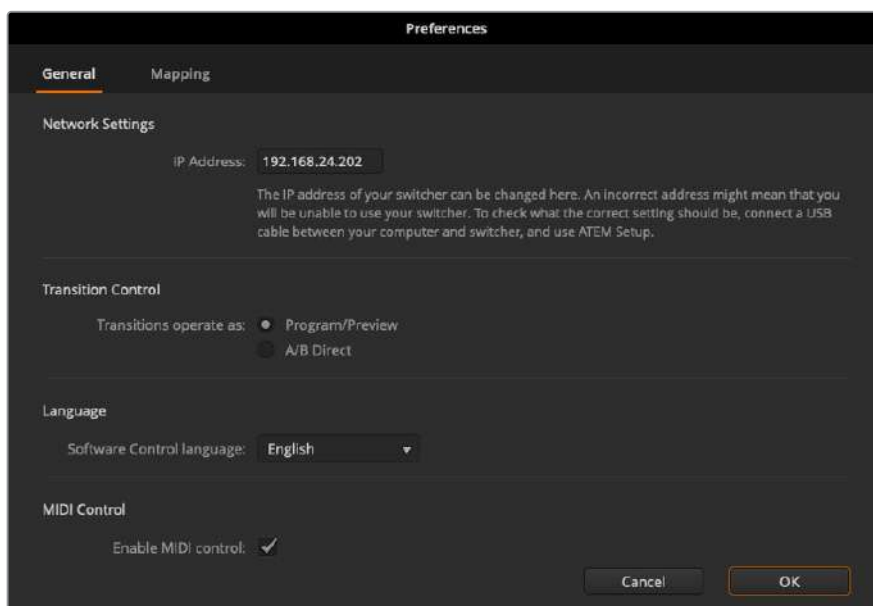 Preferences
General Mapping
Network Settings
IP Address: 192.168.24.202
The IP address of your switcher can be changed here. An incorrect address might mean that you
will be unable to use your switcher. To check what the correct setting should be, connect a USB
cable between your computer and switcher, and use ATEM Setup.
Transition Control
Transitions operate as: Program/Preview
A/B Direct
Language
Software Control language: English
MIDI Control
Enable MIDI control:
Cancel OK